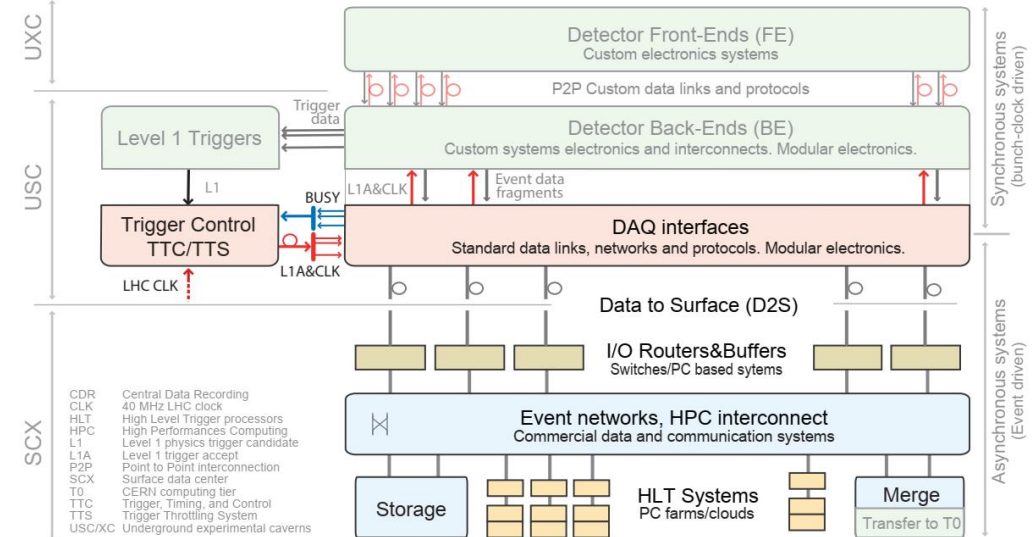 UXC
Detector Front-Ends (FE)
Custom electronics systems
P2P Custom data links and protocols
Synchronous systems
(bunch-clock driven)
USC
Level 1 Triggers
Trigger
data
Detector Back-Ends (BE)
Custom systems electronics and interconnects. Modular electronics.
L1
L1A&CLK
Event data
fragments
BUSY
Trigger Control
TTC/TTS
DAQ interfaces
Standard data links, networks and protocols. Modular electronics.
L1A&CLK
LHC CLK
Data to Surface (D2S)
Asynchronous systems
(Event driven)
I/O Routers&Buffers
Switches/PC based sytems
SCX
CDR Central Data Recording
CLK 40 MHz LHC clock
HLT High Level Trigger processors
HPC High Performances Computing
L1 Level 1 physics trigger candidate
L1A Level 1 trigger accept
P2P Point to Point interconnection
SCX Surface data center
T0 CERN computing tier
TTC Trigger, Timing, and Control
TTS Trigger Throttling System
USC/XC Underground experimental caverns
Event networks, HPC interconnect
Commercial data and communication systems
Storage
HLT Systems
PC farms/clouds
Merge
Transfer to T0